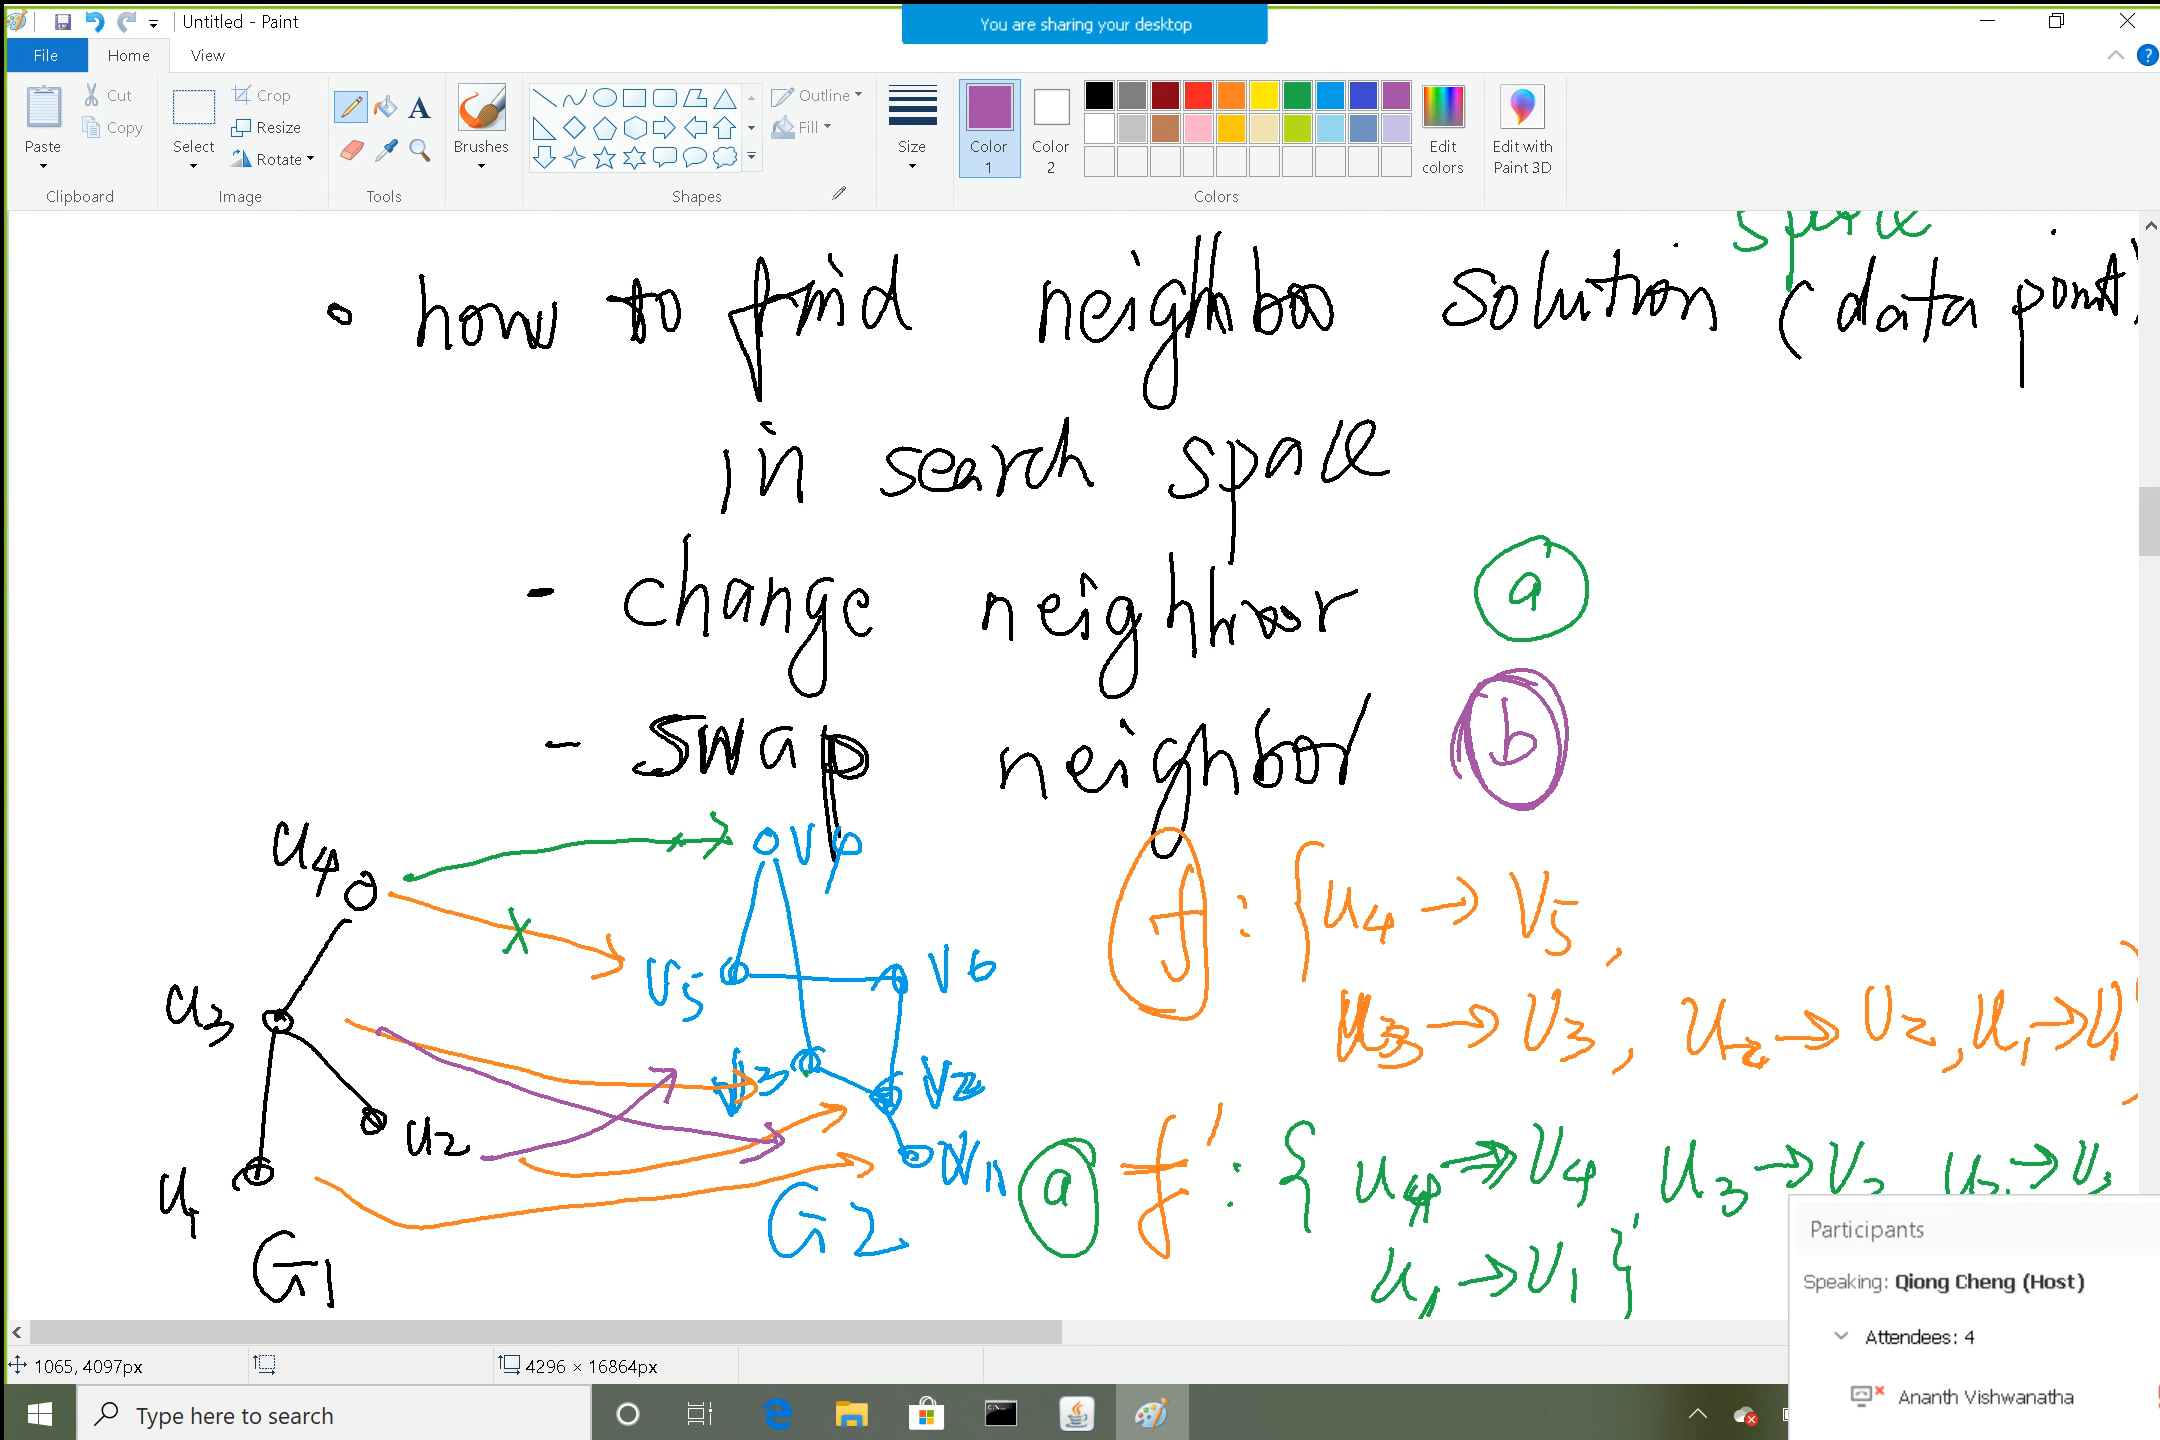 Untitled - Paint
You are sharing your desktop
File Home View
Paste
Cut
Copy
Clipboard
Select
Crop
Resize
Rotate
Image
A
Tools
Brushes
Shapes
Outline
Fill
Size
Color 1
Color 2
Edit colors
Colors
Edit with Paint 3D
space
• how to find neighbor solution (data point)
in search space
- change neighbor a
- swap neighbor b
u4 v4
f : { u4 → v5 ,
v5 v6
u3 → v3 , u2 → v2 , u1 → v1
u3
v3 v2
u2
u1
v1
a f' : { u4 → v4 , u3 → v3 u2 → v2
u1 → v1 }
G1 G2
Participants
Speaking: Qiong Cheng (Host)
Attendees: 4
Ananth Vishwanatha
1065, 4097px
4296 × 16864px
Type here to search